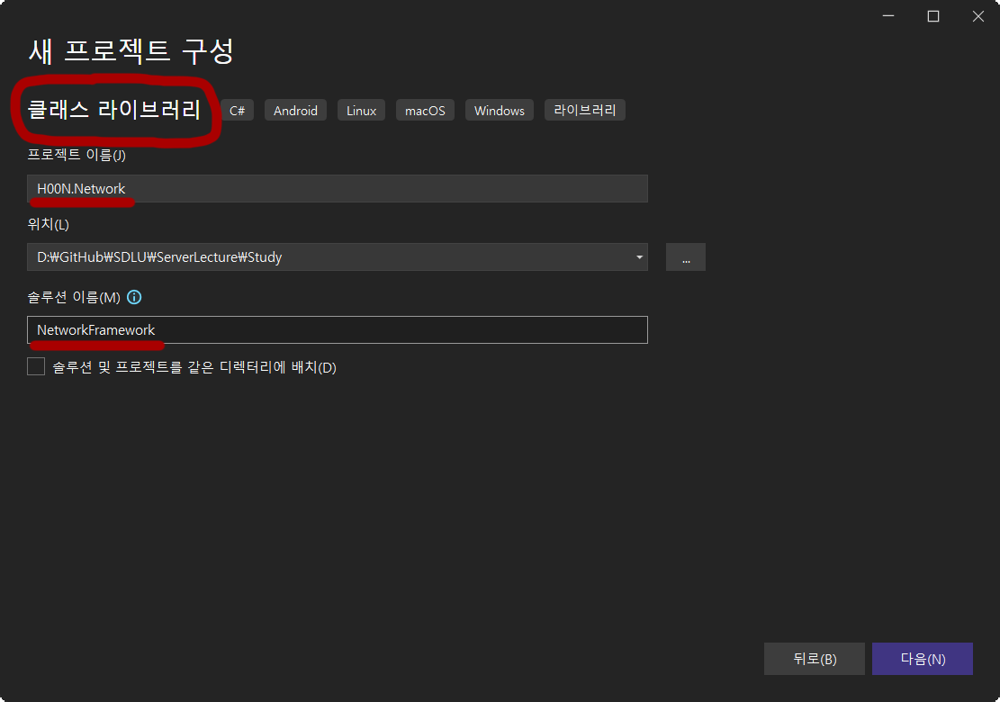 새 프로젝트 구성
클래스 라이브러리 C# Android Linux macOS Windows 라이브러리
프로젝트 이름(J)
H00N.Network
위치(L)
D:₩GitHub₩SDLU₩ServerLecture₩Study ...
솔루션 이름(M)
NetworkFramework
솔루션 및 프로젝트를 같은 디렉터리에 배치(D)
뒤로(B) 다음(N)